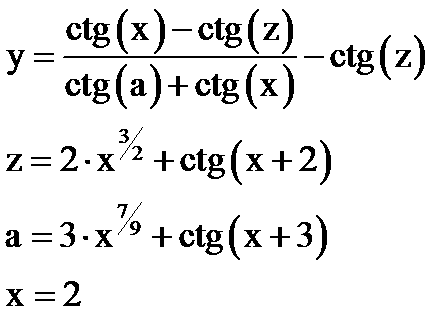 y = (ctg(x) − ctg(z)) / (ctg(a) + ctg(x)) − ctg(z)
z = 2 · x^(3/2) + ctg(x + 2)
a = 3 · x^(7/9) + ctg(x + 3)
x = 2